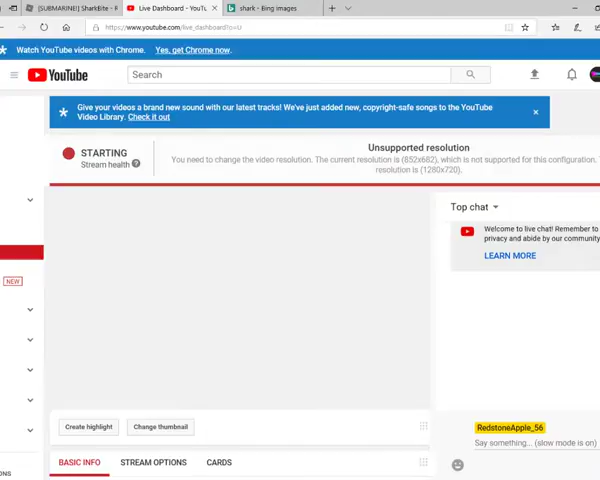 [SUBMARINE!] SharkBite - R
Live Dashboard - YouTu
shark - Bing images
https://www.youtube.com/live_dashboard?o=U
Watch YouTube videos with Chrome. Yes, get Chrome now.
YouTube
Search
Give your videos a brand new sound with our latest tracks! We've just added new, copyright-safe songs to the YouTube
Video Library. Check it out
STARTING
Stream health
Unsupported resolution
You need to change the video resolution. The current resolution is (852x682), which is not supported for this configuration. T
resolution is (1280x720).
Top chat
Welcome to live chat! Remember to
privacy and abide by our community
LEARN MORE
NEW
Create highlight
Change thumbnail
RedstoneApple_56
Say something... (slow mode is on)
BASIC INFO
STREAM OPTIONS
CARDS
IONS